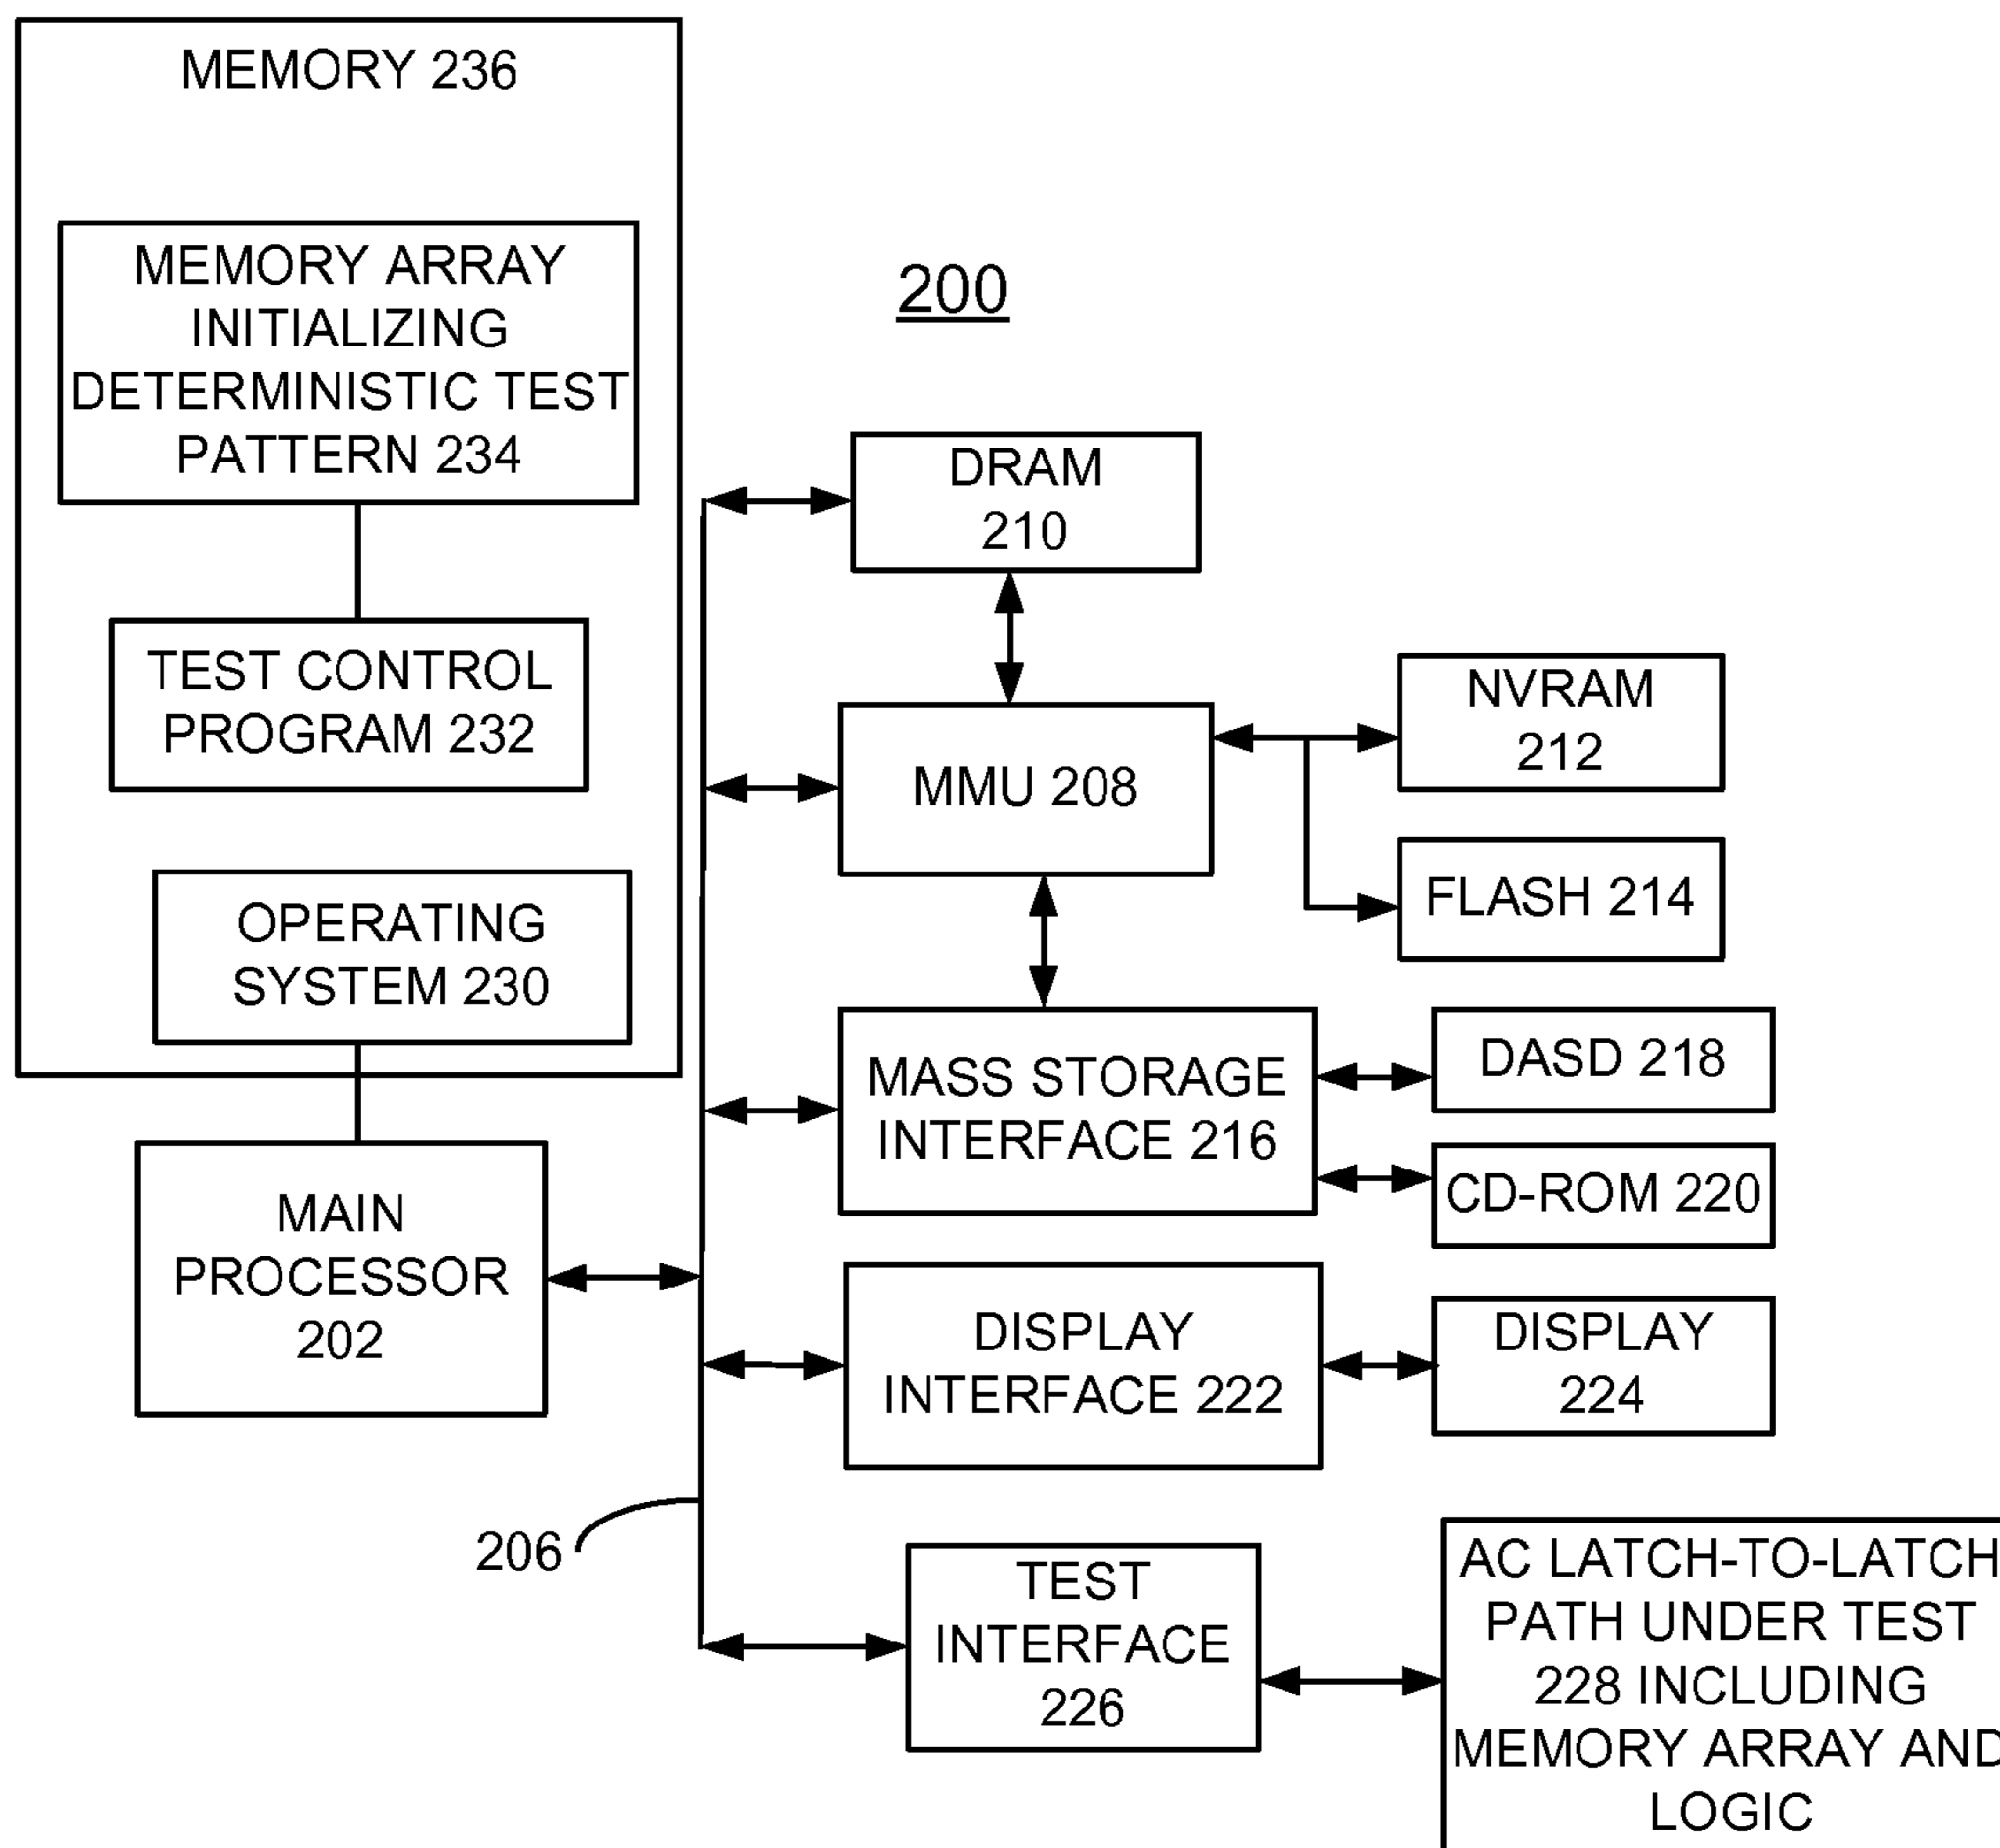 MEMORY 236
MEMORY ARRAY
INITIALIZING
DETERMINISTIC TEST
PATTERN 234
TEST CONTROL
PROGRAM 232
OPERATING
SYSTEM 230
MAIN
PROCESSOR
202
206
200
DRAM
210
MMU 208
NVRAM
212
FLASH 214
MASS STORAGE
INTERFACE 216
DASD 218
CD-ROM 220
DISPLAY
INTERFACE 222
DISPLAY
224
TEST
INTERFACE
226
AC LATCH-TO-LATCH
PATH UNDER TEST
228 INCLUDING
MEMORY ARRAY AND
LOGIC